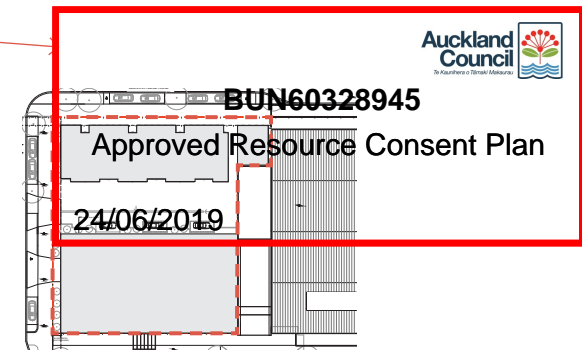 Auckland
Council
Te Kaunihera o Tāmaki Makaurau
BUN60328945
Approved Resource Consent Plan
24/06/2019